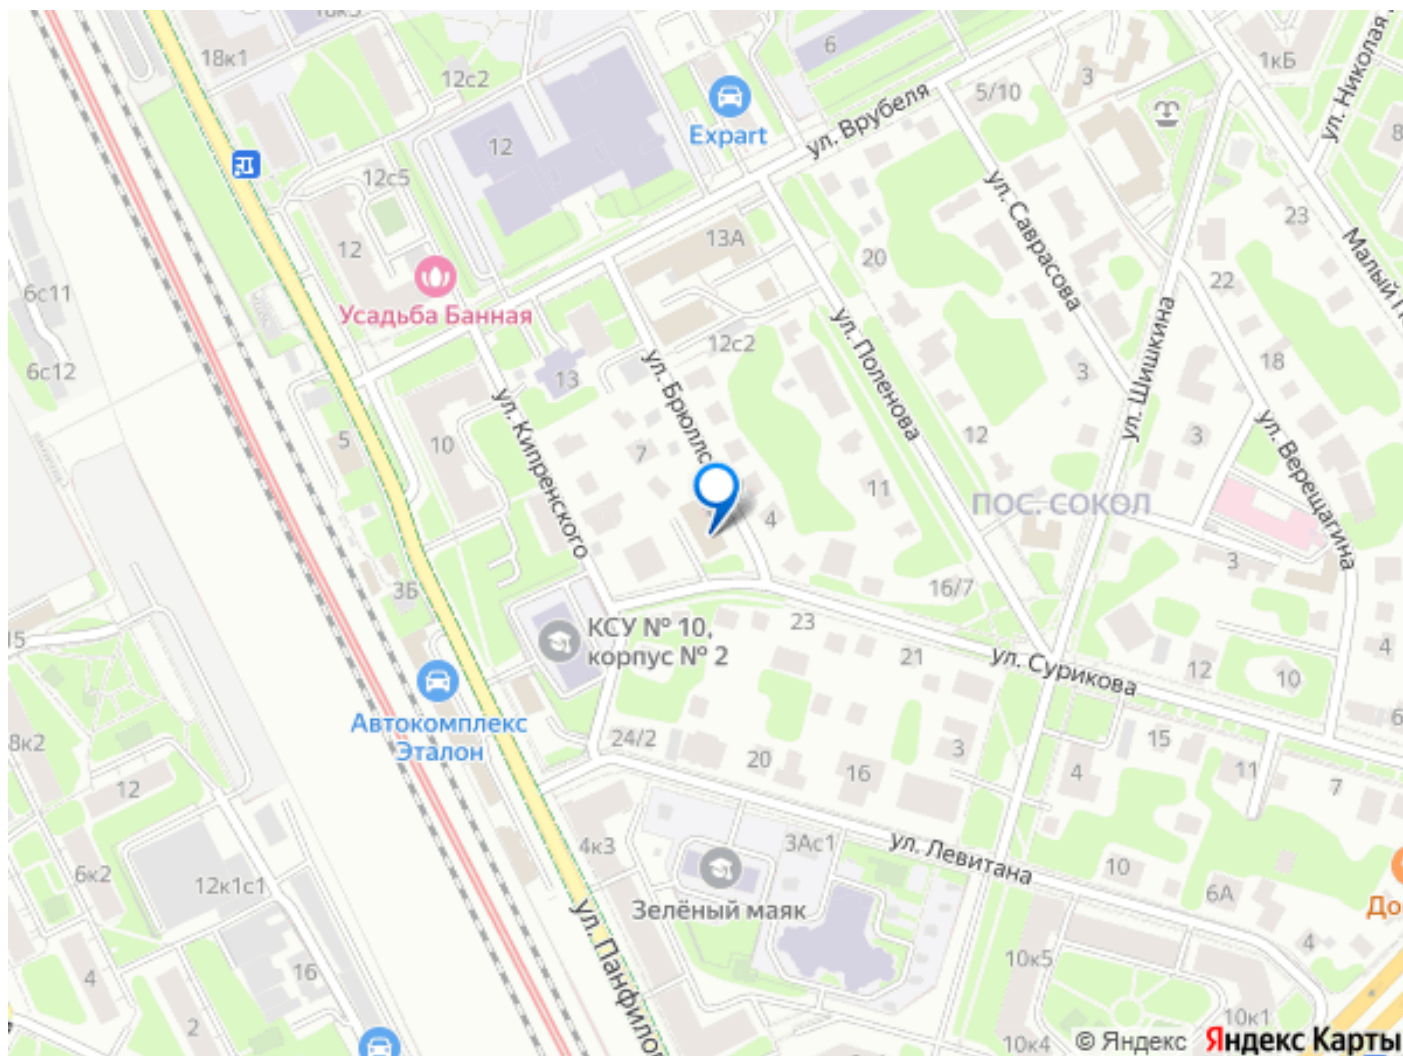 18к3
18к1
12с2
6
3
1кБ
ул. Николая
5/10
Expart
ул. Врубеля
12
8
12с5
ул. Саврасова
23
12
13А
20
Малый
22
6с11
Усадьба Банная
ул. Поленова
ул. Шишкина
12с2
6с12
ул. Брюлло
13
3
18
ул. Кипренского
5
10
7
12
3
ул. Верещагина
11
ПОС. СОКОЛ
4
3
3Б
16/7
КСУ № 10,
корпус № 2
23
15
21
ул. Сурикова
12
10
4
Автокомплекс
Эталон
6
8к2
24/2
3
15
20
16
4
11
7
12
4к3
3Ас1
ул. Левитана
10
6к2
12к1с1
6А
Зелёный маяк
До
ул. Панфило
4
10к5
4
16
2
10к1
10к4
© Яндекс Яндекс Карты